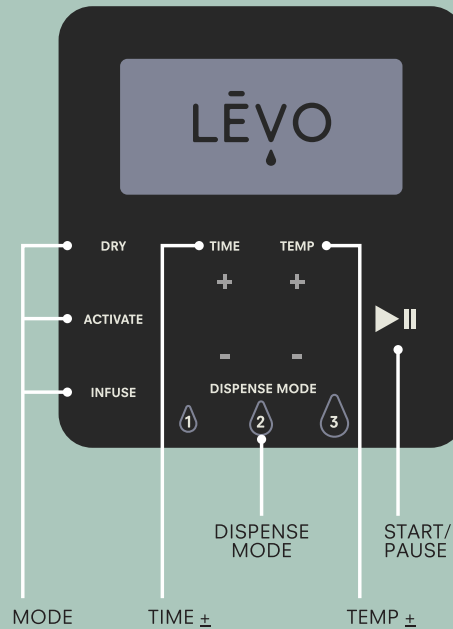 LĒVO
DRY
TIME
TEMP
+ +
ACTIVATE
- -
INFUSE
DISPENSE MODE
1 2 3
DISPENSE
MODE
START/
PAUSE
MODE
TIME ±
TEMP ±